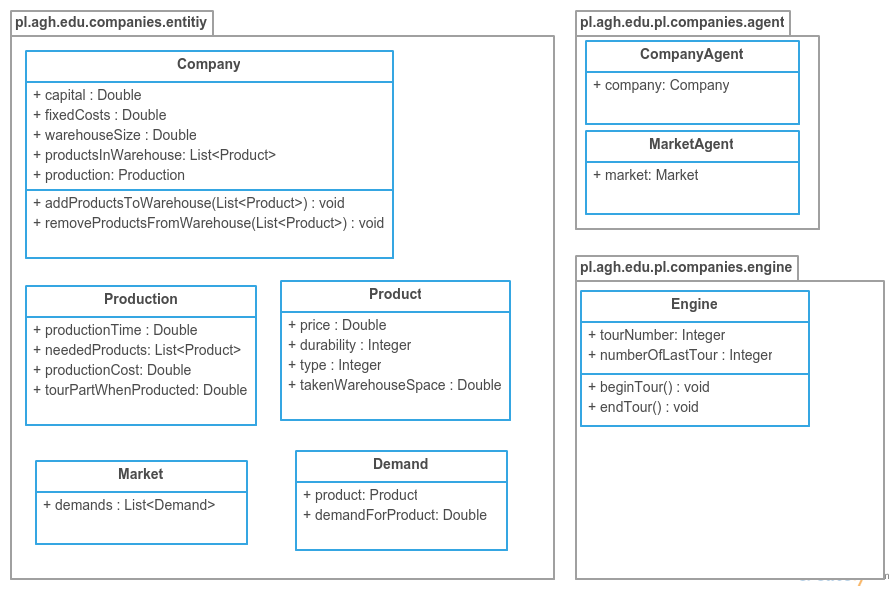 pl.agh.edu.companies.entitiy
Company
+ capital : Double
+ fixedCosts : Double
+ warehouseSize : Double
+ productsInWarehouse: List<Product>
+ production: Production
+ addProductsToWarehouse(List<Product>) : void
+ removeProductsFromWarehouse(List<Product>) : void
Production
+ productionTime : Double
+ neededProducts: List<Product>
+ productionCost: Double
+ tourPartWhenProducted: Double
Product
+ price : Double
+ durability : Integer
+ type : Integer
+ takenWarehouseSpace : Double
Market
+ demands : List<Demand>
Demand
+ product: Product
+ demandForProduct: Double
pl.agh.edu.pl.companies.agent
CompanyAgent
+ company: Company
MarketAgent
+ market: Market
pl.agh.edu.pl.companies.engine
Engine
+ tourNumber: Integer
+ numberOfLastTour : Integer
+ beginTour() : void
+ endTour() : void